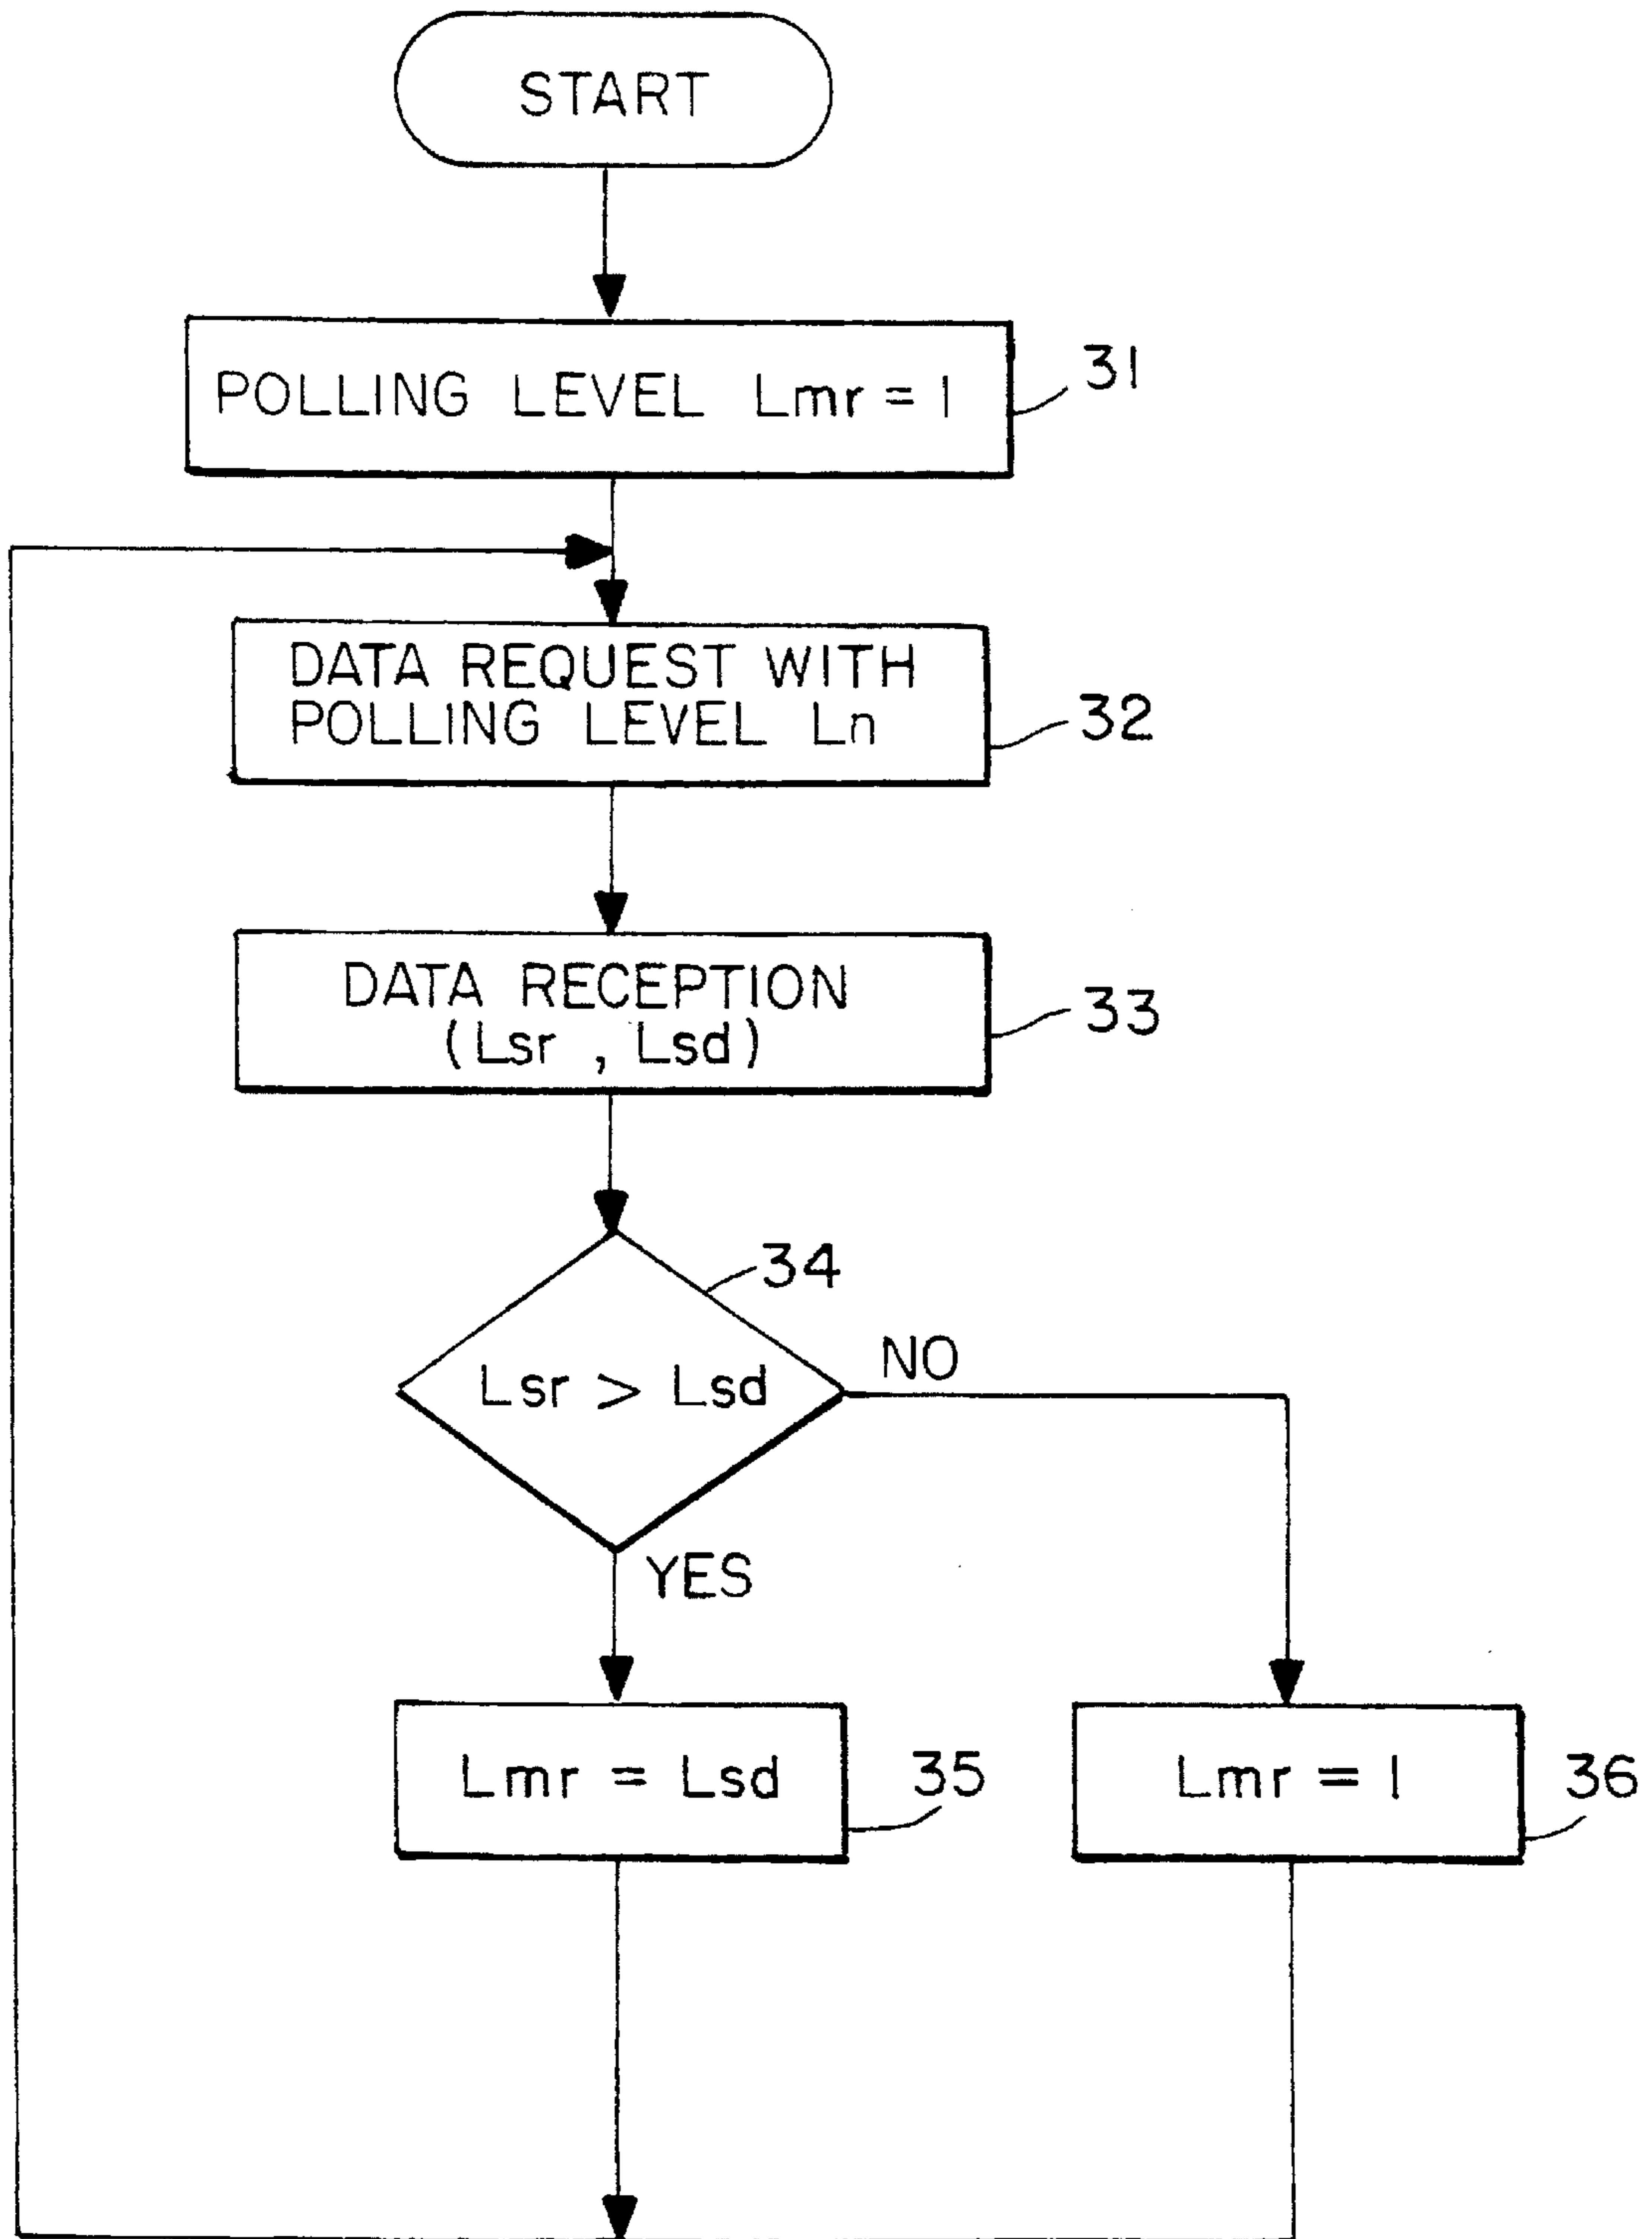 START
POLLING LEVEL Lmr = 1
31
DATA REQUEST WITH
POLLING LEVEL Ln
32
DATA RECEPTION
(Lsr , Lsd)
33
34
Lsr > Lsd
NO
YES
Lmr = Lsd
35
Lmr = 1
36